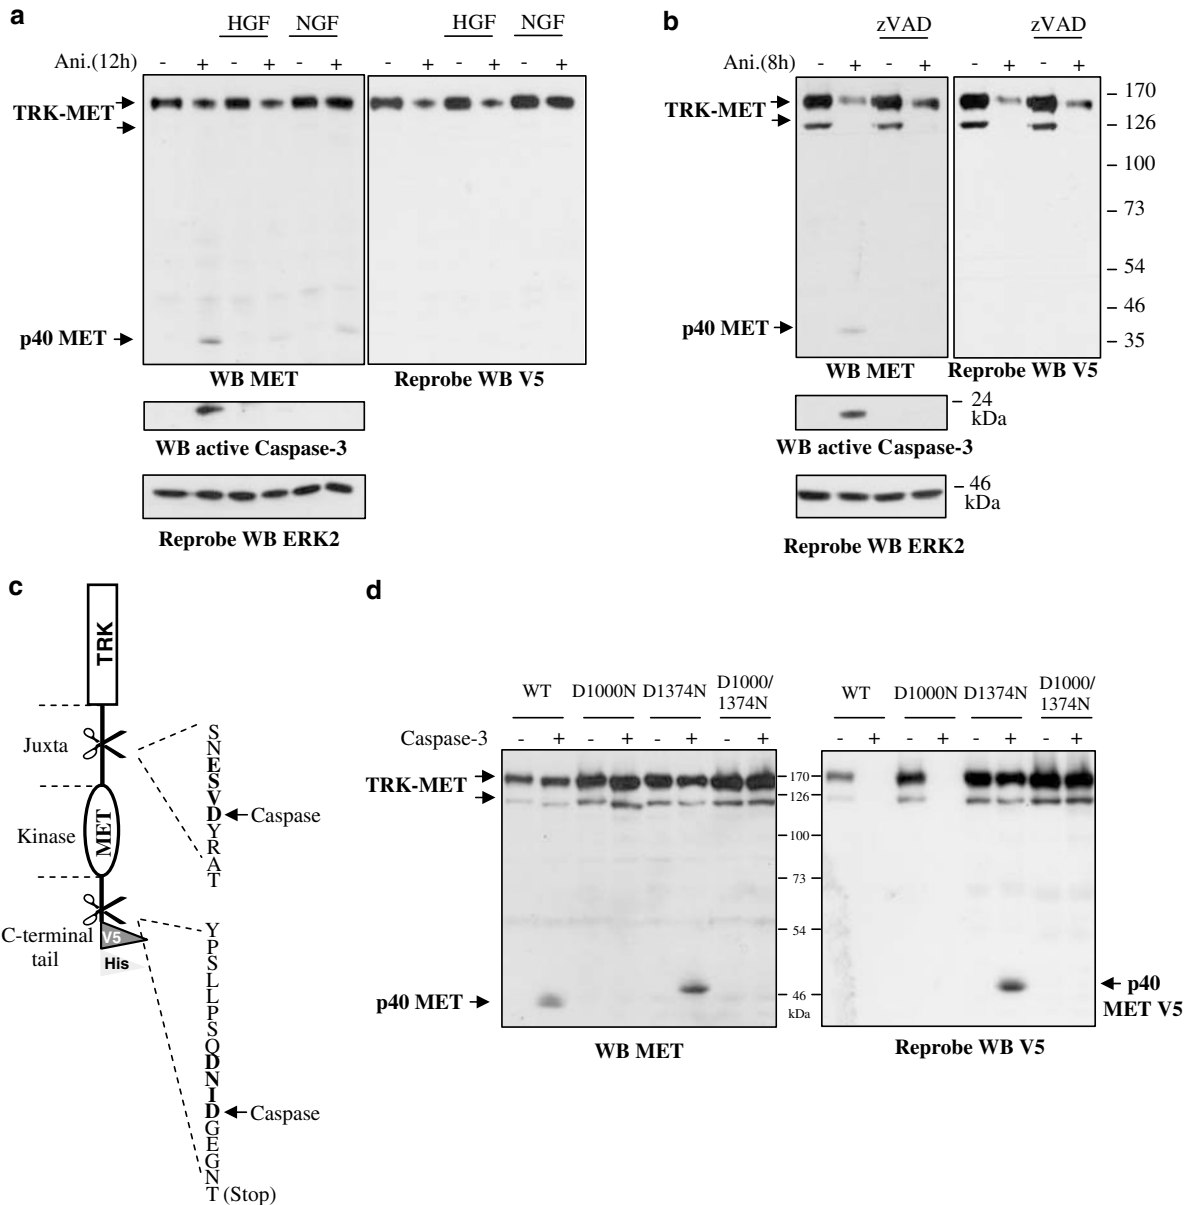 a
HGF NGF HGF NGF
Ani.(12h) - + - + - + - + - + - +
TRK-MET
p40 MET
WB MET
Reprobe WB V5
WB active Caspase-3
Reprobe WB ERK2
b
zVAD zVAD
Ani.(8h) - + - + - + - +
TRK-MET
170
126
100
73
54
46
35
p40 MET
WB MET
Reprobe WB V5
24
kDa
WB active Caspase-3
46
kDa
Reprobe WB ERK2
c
TRK
Juxta
MET
Kinase
C-terminal
tail
V5
His
S
N
E
S
V
D
Caspase
Y
R
A
T
Y
P
S
L
L
P
S
Q
D
N
I
D
Caspase
G
E
G
N
T (Stop)
d
WT D1000N D1374N D1000/
1374N
WT D1000N D1374N D1000/
1374N
Caspase-3 - + - + - + - + - + - + - + - +
TRK-MET
170
126
100
73
54
46
kDa
p40 MET
p40
MET V5
WB MET
Reprobe WB V5